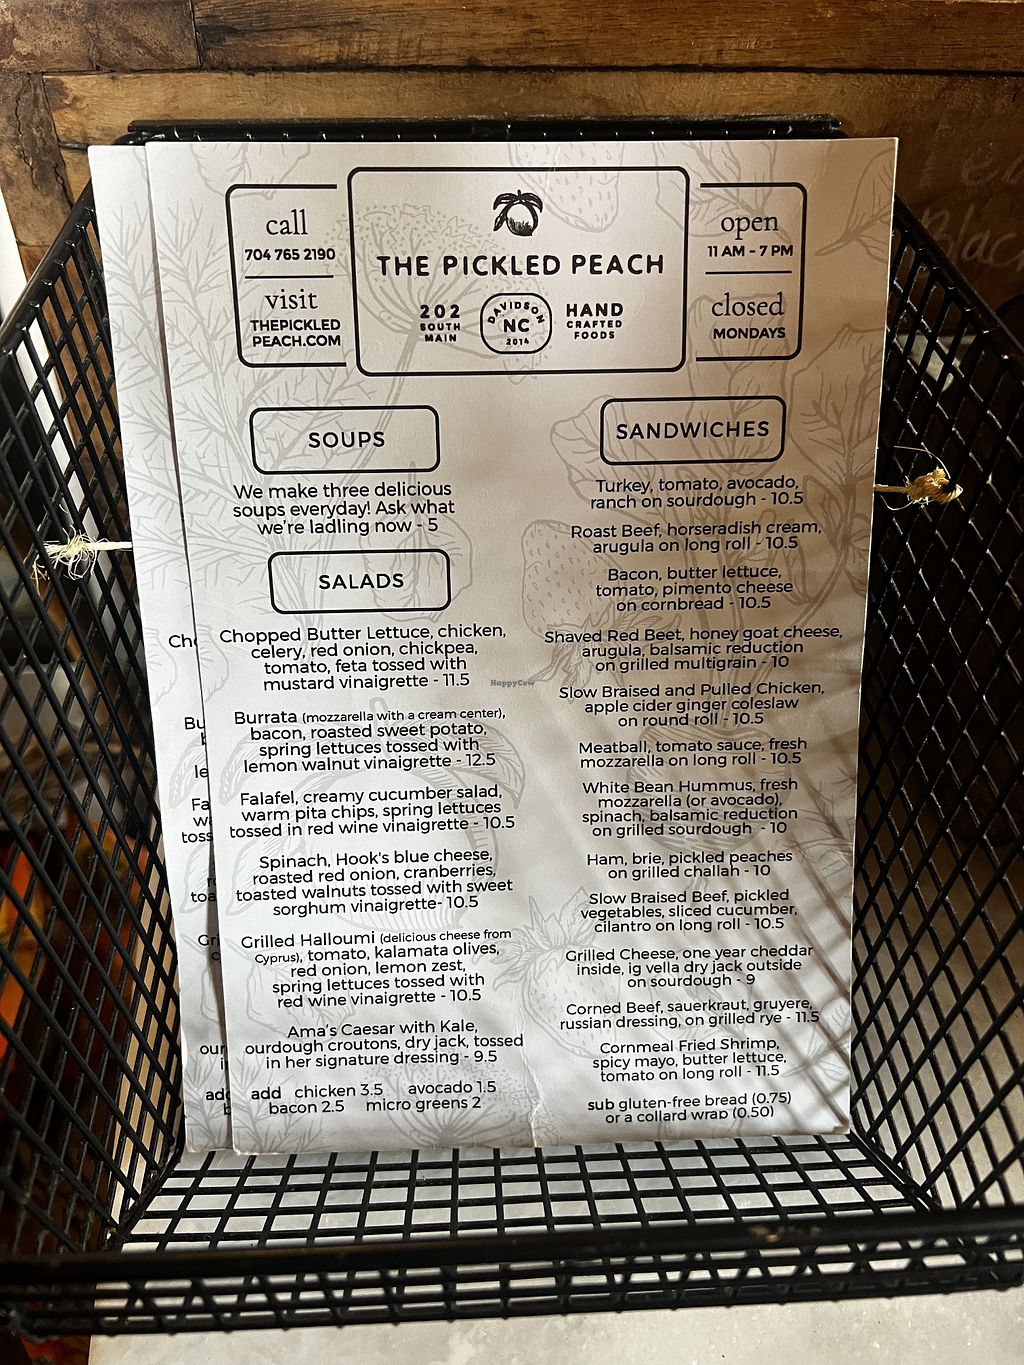 call
704 765 2190
visit
THEPICKLED
PEACH.COM
THE PICKLED PEACH
202
SOUTH
MAIN
DAVIDSON
NC
2014
HAND
CRAFTED
FOODS
open
11 AM - 7 PM
closed
MONDAYS
SOUPS
We make three delicious
soups everyday! Ask what
we're ladling now - 5
SALADS
Chopped Butter Lettuce, chicken,
celery, red onion, chickpea,
tomato, feta tossed with
mustard vinaigrette - 11.5
Burrata (mozzarella with a cream center),
bacon, roasted sweet potato,
spring lettuces tossed with
lemon walnut vinaigrette - 12.5
Falafel, creamy cucumber salad,
warm pita chips, spring lettuces
tossed in red wine vinaigrette - 10.5
Spinach, Hook's blue cheese,
roasted red onion, cranberries,
toasted walnuts tossed with sweet
sorghum vinaigrette- 10.5
Grilled Halloumi (delicious cheese from
Cyprus), tomato, kalamata olives,
red onion, lemon zest,
spring lettuces tossed with
red wine vinaigrette - 10.5
Ama's Caesar with Kale,
ourdough croutons, dry jack, tossed
in her signature dressing - 9.5
add chicken 3.5 avocado 1.5
bacon 2.5 micro greens 2
SANDWICHES
Turkey, tomato, avocado,
ranch on sourdough - 10.5
Roast Beef, horseradish cream,
arugula on long roll - 10.5
Bacon, butter lettuce,
tomato, pimento cheese
on cornbread - 10.5
Shaved Red Beet, honey goat cheese,
arugula, balsamic reduction
on grilled multigrain - 10
Slow Braised and Pulled Chicken,
apple cider ginger coleslaw
on round roll - 10.5
Meatball, tomato sauce, fresh
mozzarella on long roll - 10.5
White Bean Hummus, fresh
mozzarella (or avocado),
spinach, balsamic reduction
on grilled sourdough - 10
Ham, brie, pickled peaches
on grilled challah - 10
Slow Braised Beef, pickled
vegetables, sliced cucumber,
cilantro on long roll - 10.5
Grilled Cheese, one year cheddar
inside, ig vella dry jack outside
on sourdough - 9
Corned Beef, sauerkraut, gruyere,
russian dressing, on grilled rye - 11.5
Cornmeal Fried Shrimp,
spicy mayo, butter lettuce,
tomato on long roll - 11.5
sub gluten-free bread (0.75)
or a collard wrap (0.50)
HappyCow